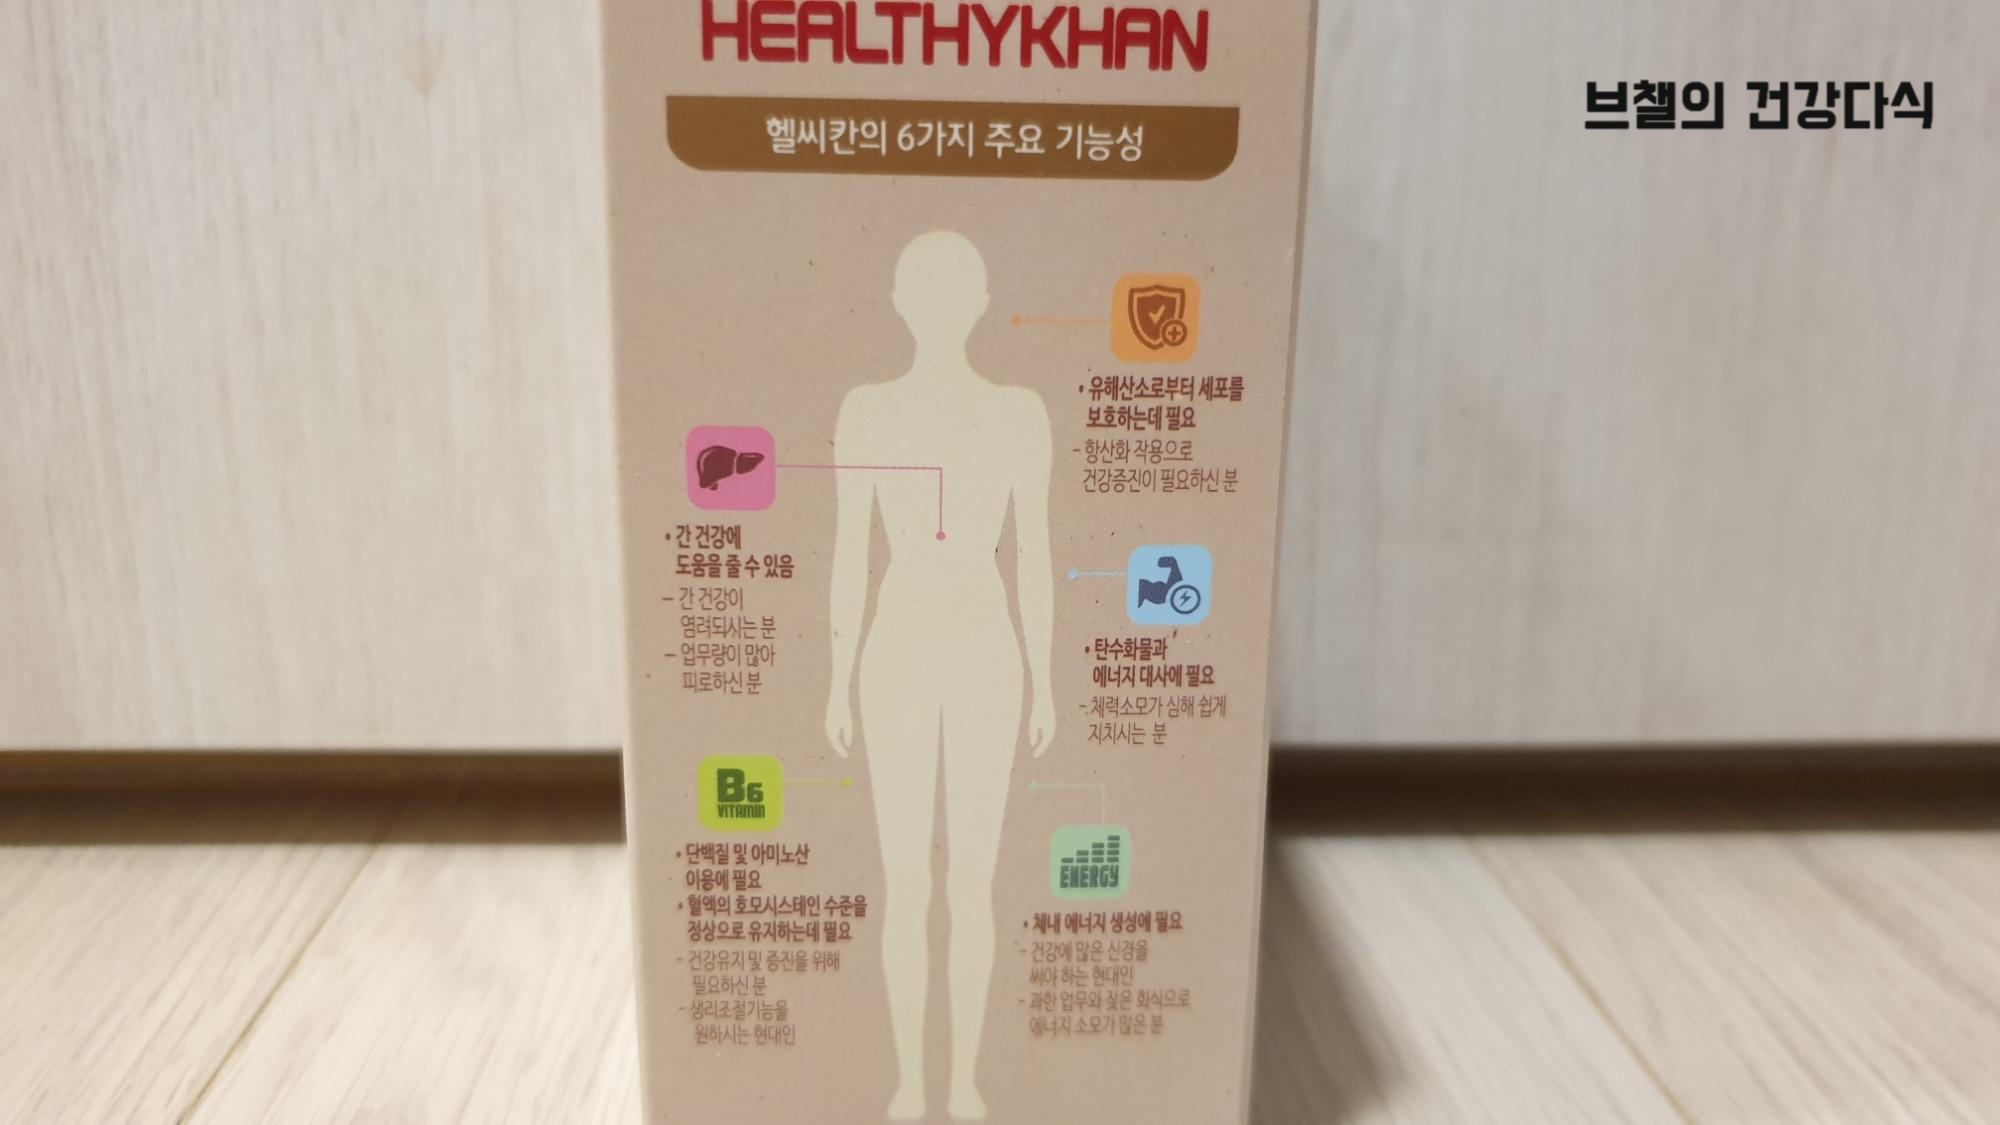 HEALTHYKHAN
브챌의 건강다식
헬씨칸의 6가지 주요 기능성
• 유해산소로부터 세포를
보호하는데 필요
- 항산화 작용으로
건강증진이 필요하신 분
• 간 건강에
도움을 줄 수 있음
- 간 건강이
염려되시는 분
- 업무량이 많아
피로하신 분
• 탄수화물과
에너지 대사에 필요
- 체력소모가 심해 쉽게
지치시는 분
B6
VITAMIN
• 단백질 및 아미노산
이용에 필요
• 혈액의 호모시스테인 수준을
정상으로 유지하는데 필요
- 건강유지 및 증진을 위해
필요하신 분
- 생리조절기능을
원하시는 현대인
ENERGY
• 체내 에너지 생성에 필요
- 건강에 많은 신경을
써야 하는 현대인
- 과한 업무와 잦은 회식으로
에너지 소모가 많은 분